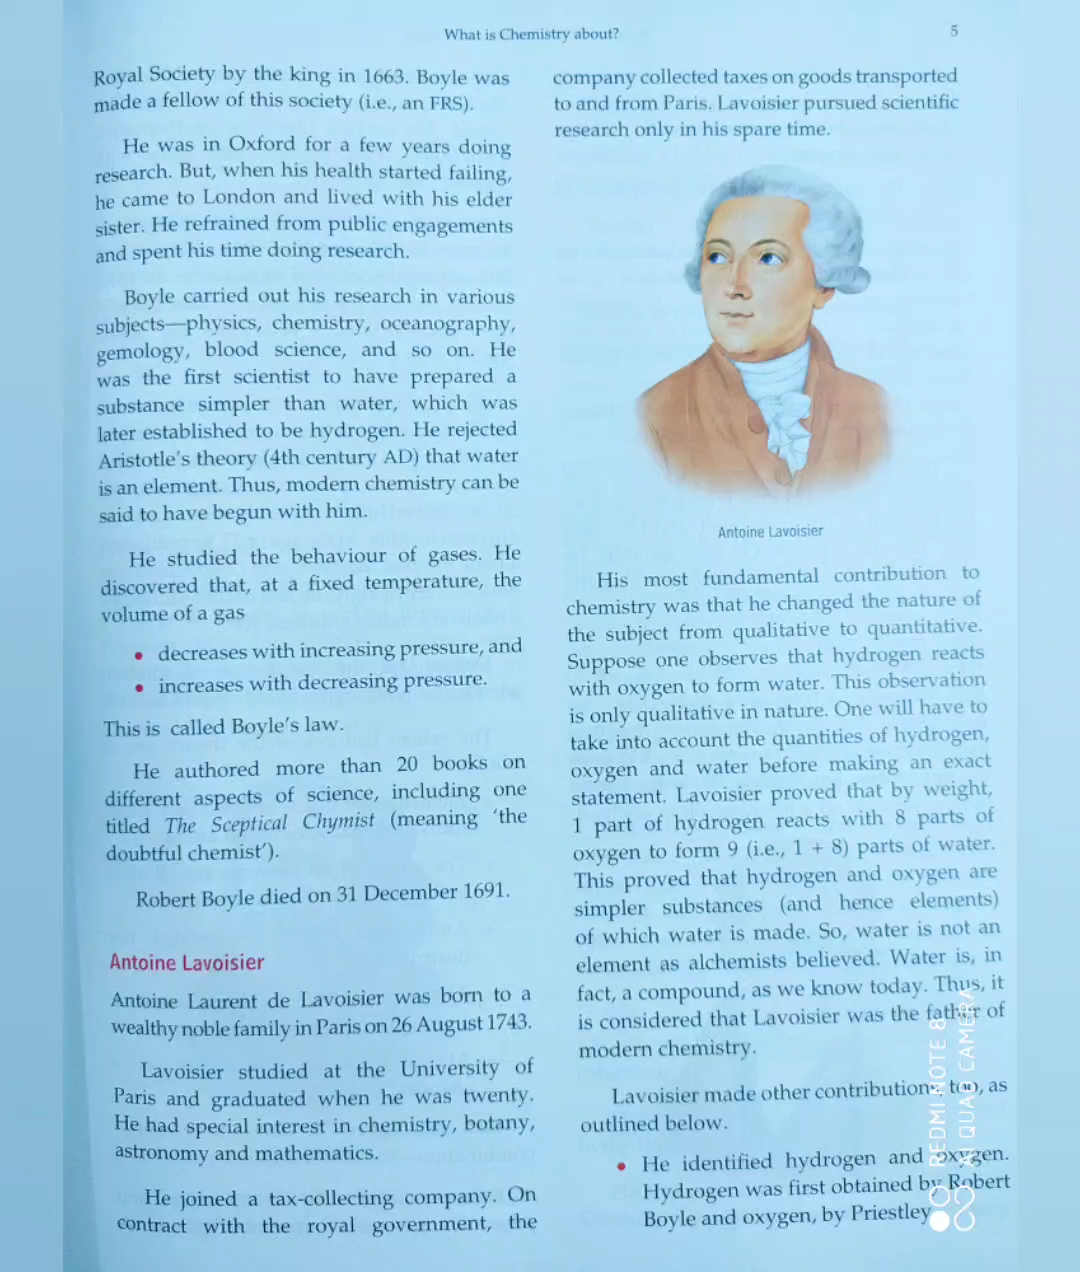 What is Chemistry about?
5
Royal Society by the king in 1663. Boyle was
made a fellow of this society (i.e., an FRS).
He was in Oxford for a few years doing
research. But, when his health started failing,
he came to London and lived with his elder
sister. He refrained from public engagements
and spent his time doing research.
Boyle carried out his research in various
subjects—physics, chemistry, oceanography,
gemology, blood science, and so on. He
was the first scientist to have prepared a
substance simpler than water, which was
later established to be hydrogen. He rejected
Aristotle's theory (4th century AD) that water
is an element. Thus, modern chemistry can be
said to have begun with him.
He studied the behaviour of gases. He
discovered that, at a fixed temperature, the
volume of a gas
• decreases with increasing pressure, and
• increases with decreasing pressure.
This is called Boyle's law.
He authored more than 20 books on
different aspects of science, including one
titled The Sceptical Chymist (meaning 'the
doubtful chemist').
Robert Boyle died on 31 December 1691.
Antoine Lavoisier
Antoine Laurent de Lavoisier was born to a
wealthy noble family in Paris on 26 August 1743.
Lavoisier studied at the University of
Paris and graduated when he was twenty.
He had special interest in chemistry, botany,
astronomy and mathematics.
He joined a tax-collecting company. On
contract with the royal government, the
company collected taxes on goods transported
to and from Paris. Lavoisier pursued scientific
research only in his spare time.
Antoine Lavoisier
His most fundamental contribution to
chemistry was that he changed the nature of
the subject from qualitative to quantitative.
Suppose one observes that hydrogen reacts
with oxygen to form water. This observation
is only qualitative in nature. One will have to
take into account the quantities of hydrogen,
oxygen and water before making an exact
statement. Lavoisier proved that by weight,
1 part of hydrogen reacts with 8 parts of
oxygen to form 9 (i.e., 1 + 8) parts of water.
This proved that hydrogen and oxygen are
simpler substances (and hence elements)
of which water is made. So, water is not an
element as alchemists believed. Water is, in
fact, a compound, as we know today. Thus, it
is considered that Lavoisier was the father of
modern chemistry.
Lavoisier made other contributions, too, as
outlined below.
• He identified hydrogen and oxygen.
Hydrogen was first obtained by Robert
Boyle and oxygen, by Priestley
REDMI NOTE 8
AI QUAD CAMERA